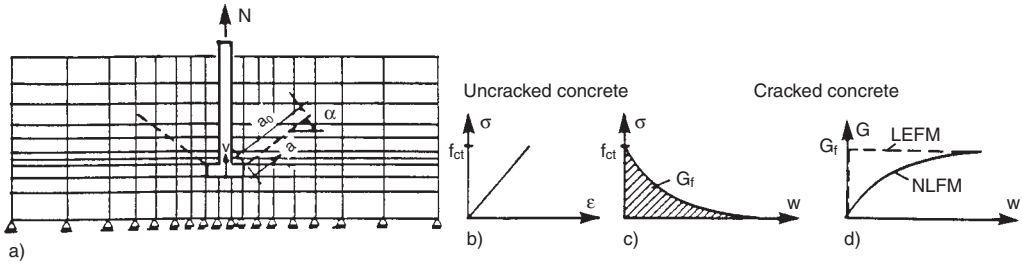 N
a₀
α
a
v
a)
Uncracked concrete
σ
f_ct
ε
b)
σ
f_ct
G_f
w
c)
Cracked concrete
G
G_f
LEFM
NLFM
w
d)